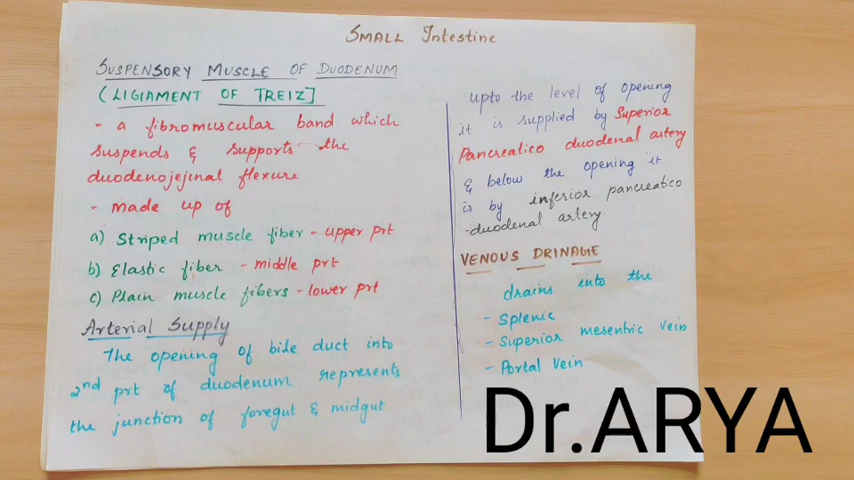 SMALL Intestine
SUSPENSORY MUSCLE OF DUODENUM
(LIGIAMENT OF TREIZ]
- a fibromuscular band which
suspends & supports the
duodenojejinal flexure
- made up of
a) Striped muscle fiber - upper prt
b) Elastic fiber - middle prt
c) Plain muscle fibers - lower prt
Arterial Supply
The opening of bile duct into
2nd prt of duodenum represents
the junction of foregut & midgut
upto the level of opening
it is supplied by Superior
Pancreatico duodenal artery
& below the opening it
is by inferior pancreatico
-duodenal artery
VENOUS DRINAGE
drains into the
- Splenic
- Superior mesentric vein
- Portal vein
Dr.ARYA